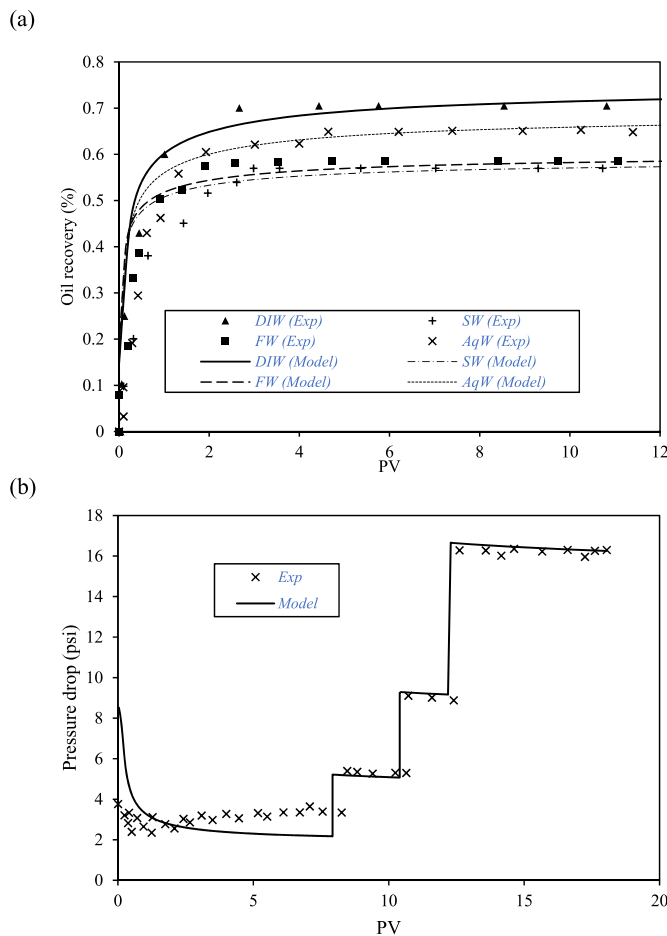 (a)
0.8
0.7
0.6
0.5
0.4
0.3
0.2
0.1
0
Oil recovery (%)
DIW (Exp) SW (Exp)
FW (Exp) AqW (Exp)
DIW (Model) SW (Model)
FW (Model) AqW (Model)
0 2 4 6 8 10 12
PV
(b)
18
16
14
12
10
8
6
4
2
0
Pressure drop (psi)
Exp
Model
0 5 10 15 20
PV